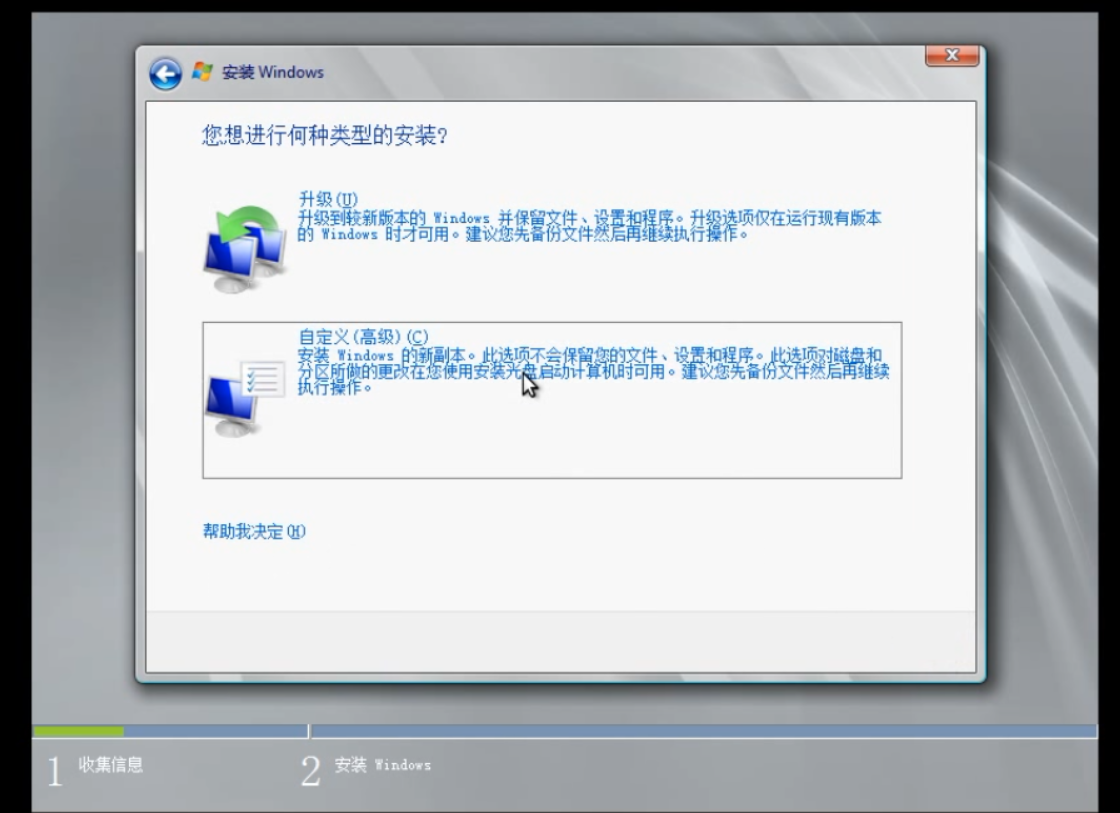 安装 Windows
您想进行何种类型的安装?
升级(U)
升级到较新版本的 Windows 并保留文件、设置和程序。升级选项仅在运行现有版本
的 Windows 时才可用。建议您先备份文件然后再继续执行操作。
自定义(高级)(C)
安装 Windows 的新副本。此选项不会保留您的文件、设置和程序。此选项对磁盘和
分区所做的更改在您使用安装光盘启动计算机时可用。建议您先备份文件然后再继续
执行操作。
帮助我决定(H)
1 收集信息
2 安装 Windows